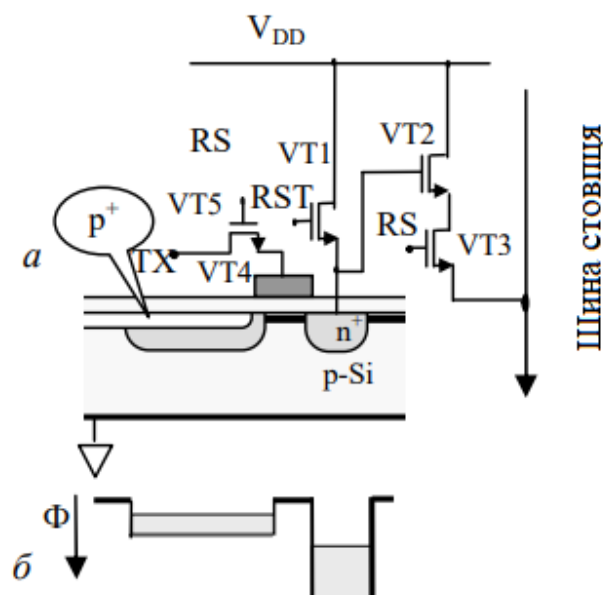 V_DD
RS
VT1
VT2
VT5
RST
p⁺
RS
VT3
а
TX
VT4
n⁺
p-Si
Шина стовпця
Φ
б